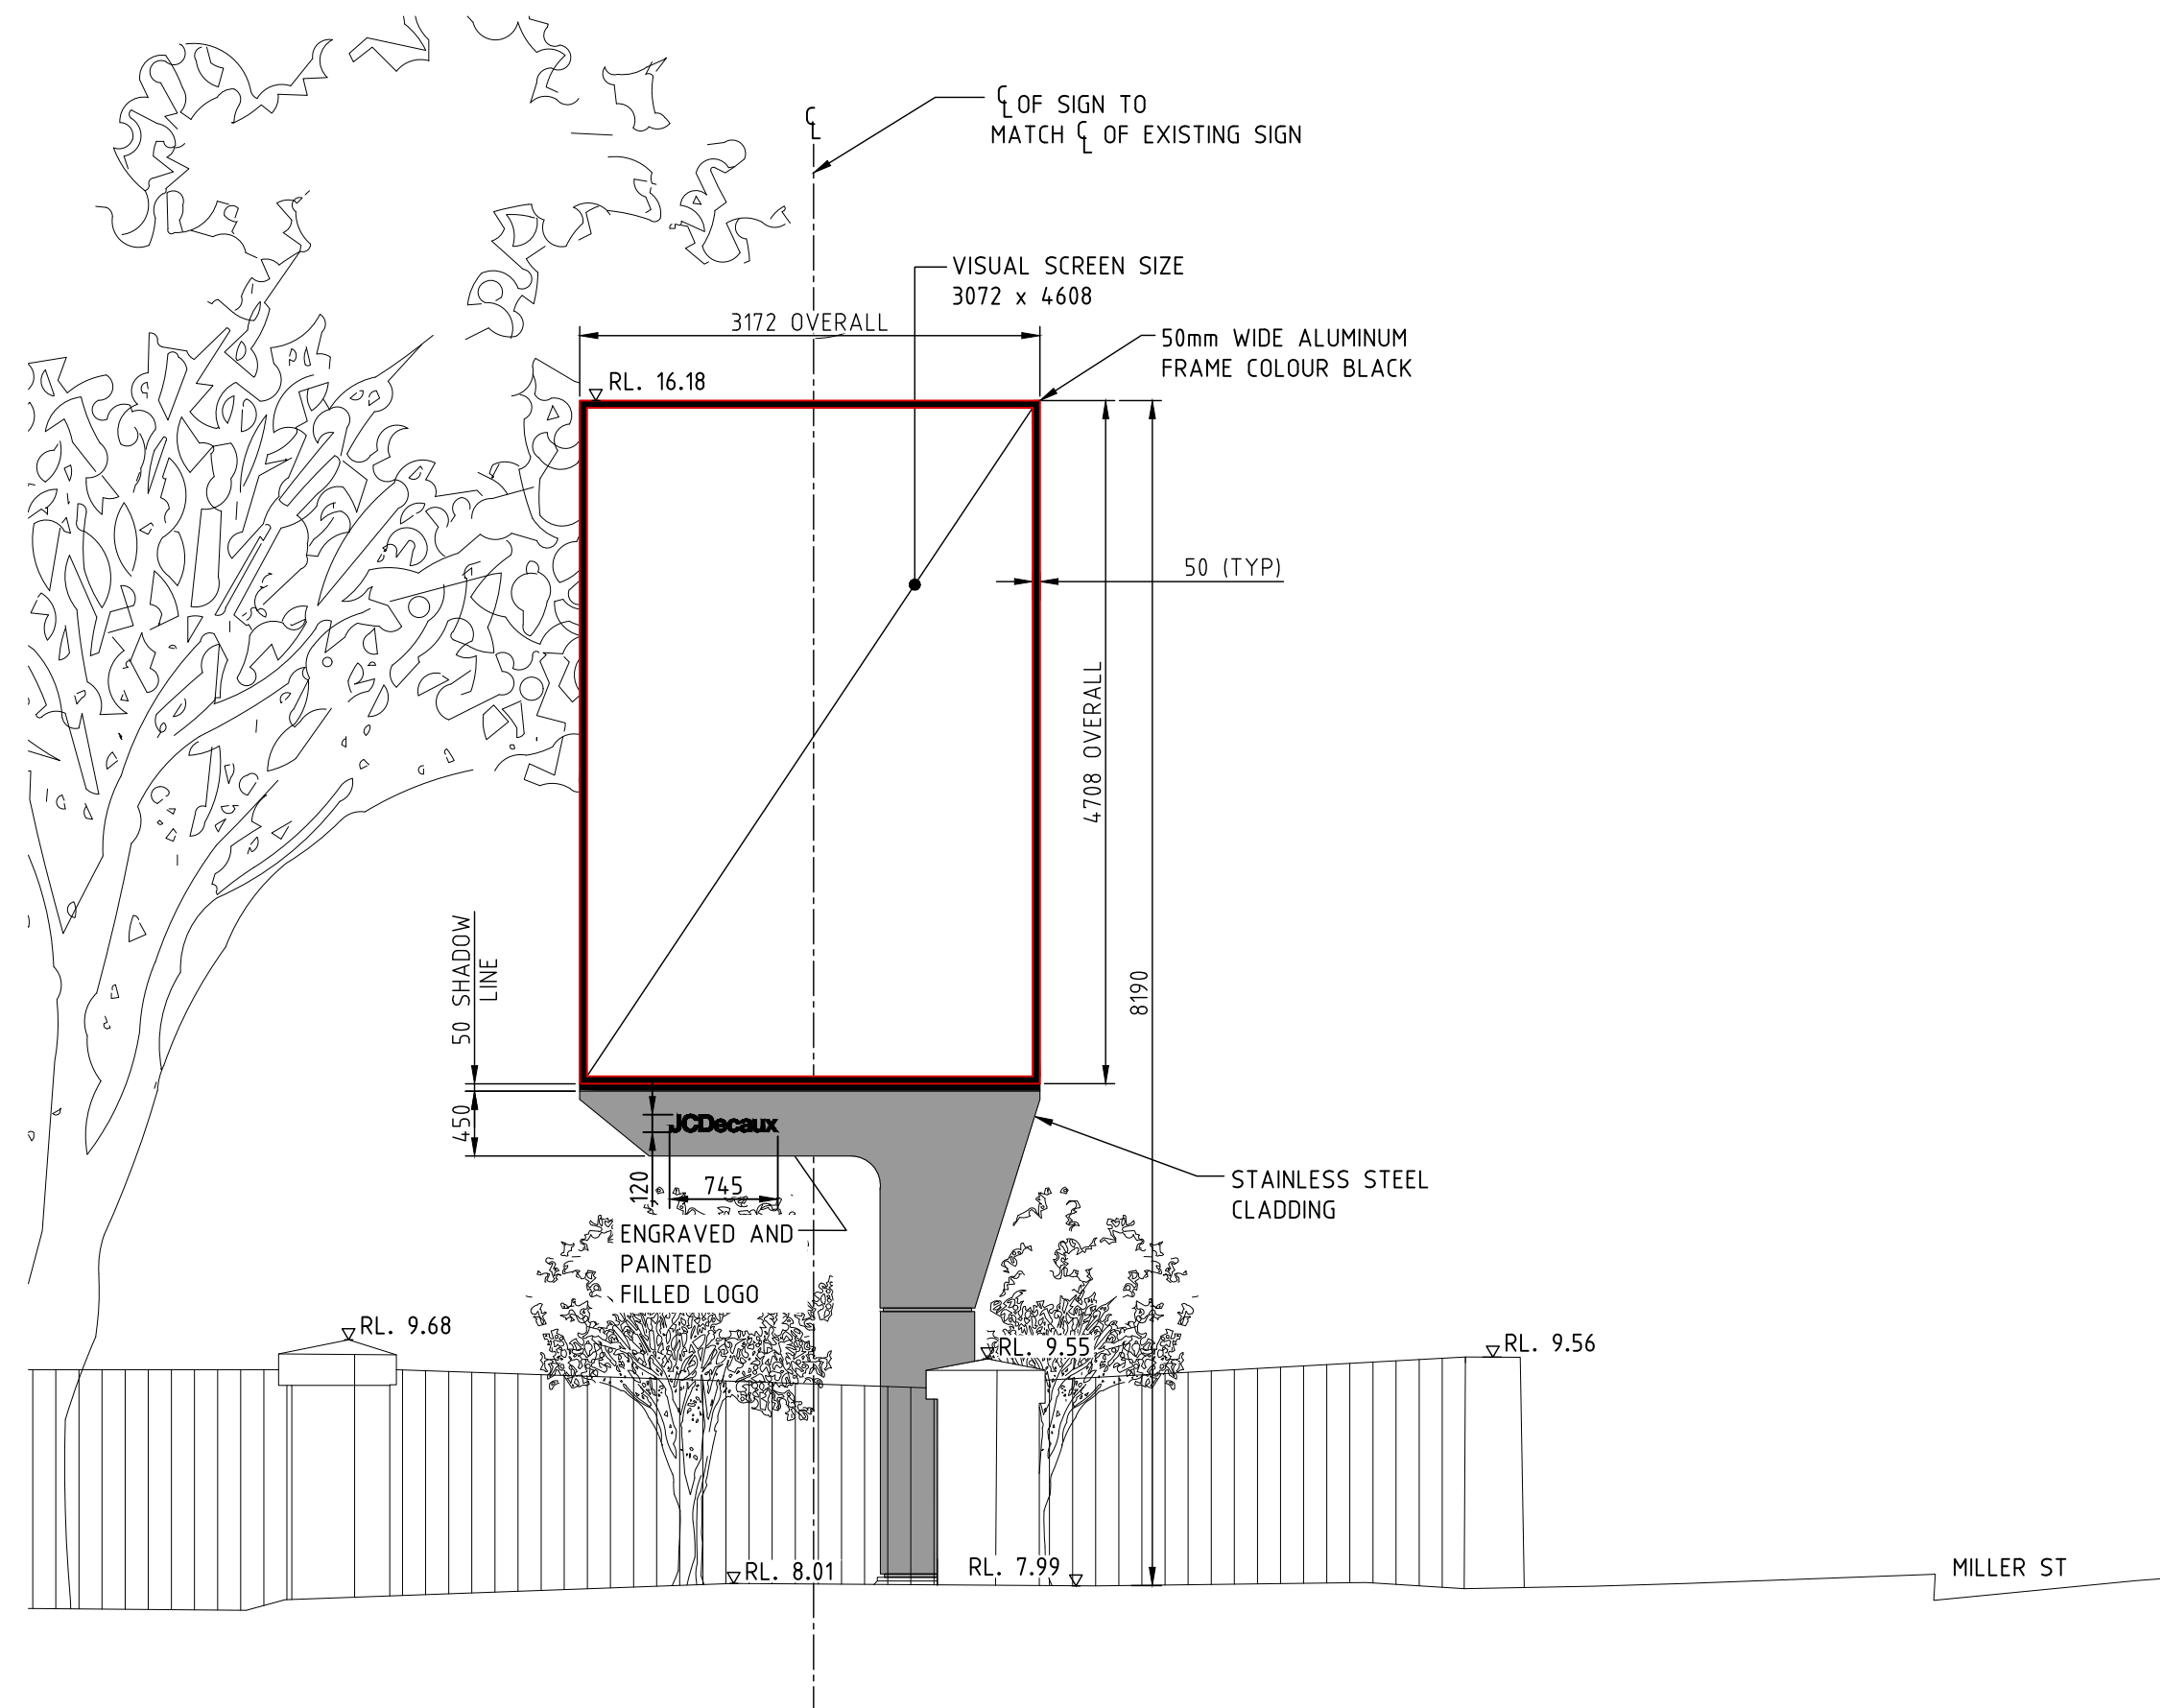 ℄ OF SIGN TO
MATCH ℄ OF EXISTING SIGN
℄
VISUAL SCREEN SIZE
3072 x 4608
3172 OVERALL
50mm WIDE ALUMINUM
FRAME COLOUR BLACK
RL. 16.18
50 (TYP)
4708 OVERALL
8190
50 SHADOW
LINE
450
JCDecaux
120
745
STAINLESS STEEL
CLADDING
ENGRAVED AND
PAINTED
FILLED LOGO
RL. 9.68
RL. 9.55
RL. 9.56
RL. 8.01
RL. 7.99
MILLER ST